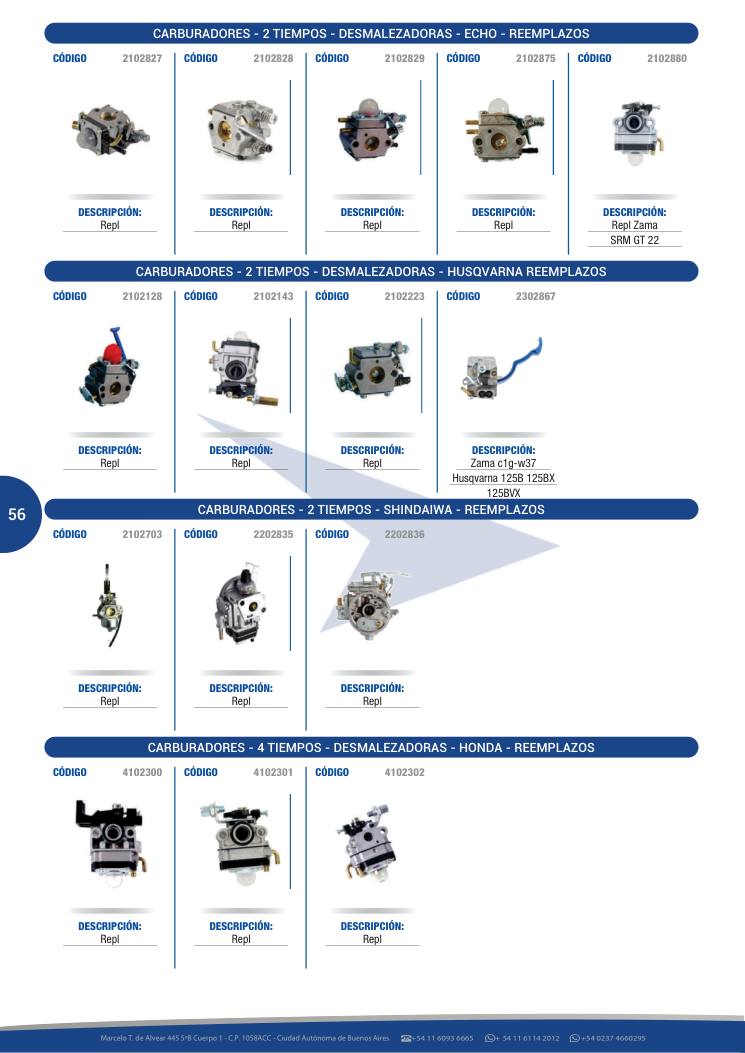 CARBURADORES - 2 TIEMPOS - DESMALEZADORAS - ECHO - REEMPLAZOS
CÓDIGO 2102827
CÓDIGO 2102828
CÓDIGO 2102829
CÓDIGO 2102875
CÓDIGO 2102880
DESCRIPCIÓN:
Repl
DESCRIPCIÓN:
Repl
DESCRIPCIÓN:
Repl
DESCRIPCIÓN:
Repl
DESCRIPCIÓN:
Repl Zama
SRM GT 22
CARBURADORES - 2 TIEMPOS - DESMALEZADORAS - HUSQVARNA REEMPLAZOS
CÓDIGO 2102128
CÓDIGO 2102143
CÓDIGO 2102223
CÓDIGO 2302867
DESCRIPCIÓN:
Repl
DESCRIPCIÓN:
Repl
DESCRIPCIÓN:
Repl
DESCRIPCIÓN:
Zama c1g-w37
Husqvarna 125B 125BX
125BVX
56
CARBURADORES - 2 TIEMPOS - SHINDAIWA - REEMPLAZOS
CÓDIGO 2102703
CÓDIGO 2202835
CÓDIGO 2202836
DESCRIPCIÓN:
Repl
DESCRIPCIÓN:
Repl
DESCRIPCIÓN:
Repl
CARBURADORES - 4 TIEMPOS - DESMALEZADORAS - HONDA - REEMPLAZOS
CÓDIGO 4102300
CÓDIGO 4102301
CÓDIGO 4102302
DESCRIPCIÓN:
Repl
DESCRIPCIÓN:
Repl
DESCRIPCIÓN:
Repl
Marcelo T. de Alvear 445 5ºB Cuerpo 1 - C.P. 1058ACC - Ciudad Autónoma de Buenos Aires. +54 11 6093 6665 + 54 11 6114 2012 +54 0237 4660295